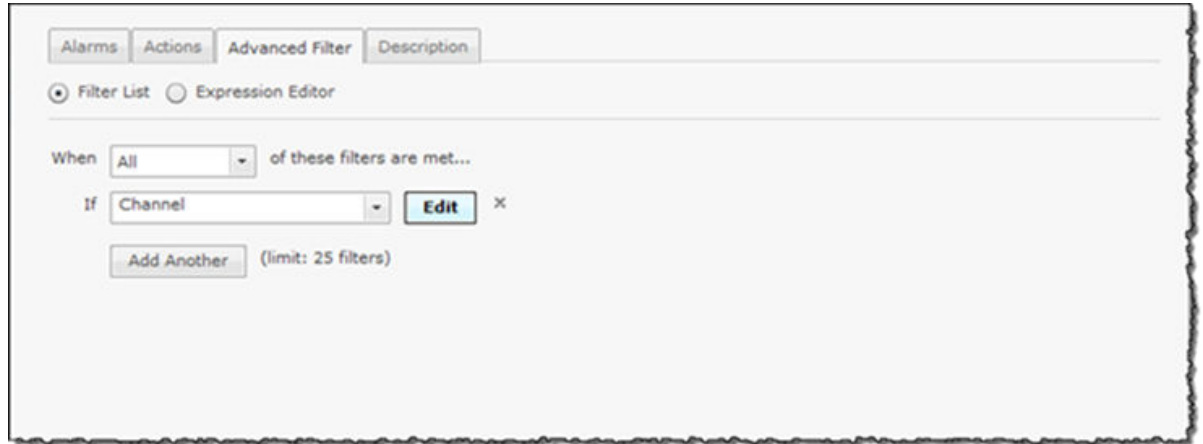 Alarms Actions Advanced Filter Description
Filter List Expression Editor
When All of these filters are met...
If Channel Edit ×
Add Another (limit: 25 filters)